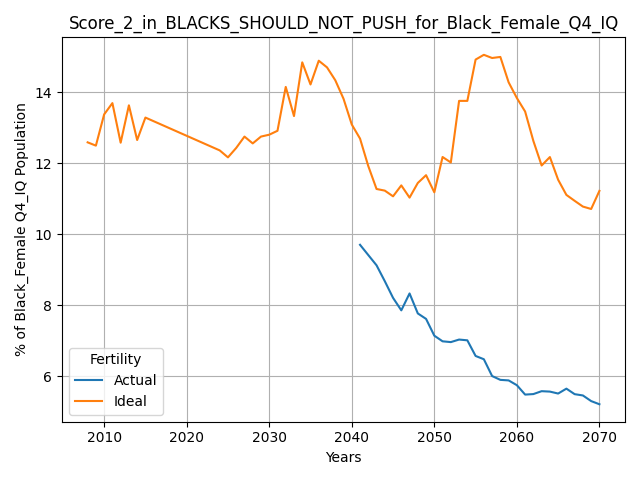 Score_2_in_BLACKS_SHOULD_NOT_PUSH_for_Black_Female_Q4_IQ
% of Black_Female Q4_IQ Population
14
12
10
8
6
Fertility
Actual
Ideal
2010 2020 2030 2040 2050 2060 2070
Years